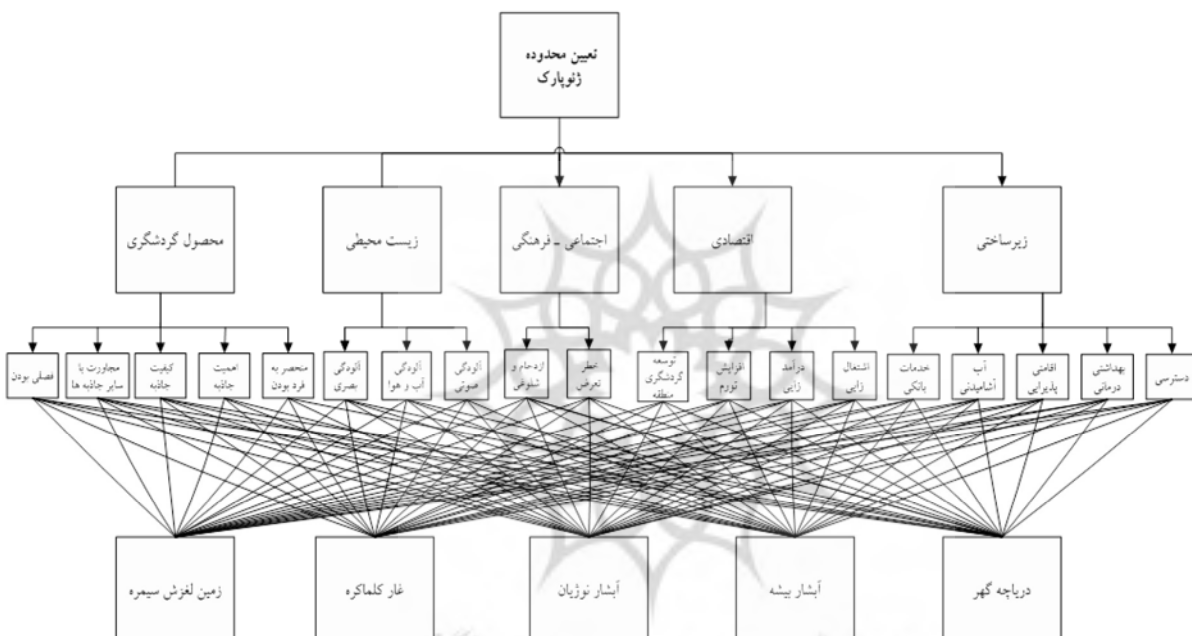 تعیین محدوده
ژئوپارک
زیرساختی
اقتصادی
اجتماعی ـ فرهنگی
زیست محیطی
محصول گردشگری
دسترسی
بهداشتی
درمانی
اقامتی
پذیرایی
آب
آشامیدنی
خدمات
بانکی
اشتغال
زایی
درآمد
زایی
افزایش
تورم
توسعه
گردشگری
منطقه
خطر
تعرض
ازدحام و
شلوغی
آلودگی
صوتی
آلودگی
آب و هوا
آلودگی
بصری
منحصر به
فرد بودن
اهمیت
جاذبه
کیفیت
جاذبه
مجاورت با
سایر جاذبه ها
فصلی بودن
دریاچه گهر
آبشار بیشه
آبشار نوژیان
غار کلماکره
زمین لغزش سیمره